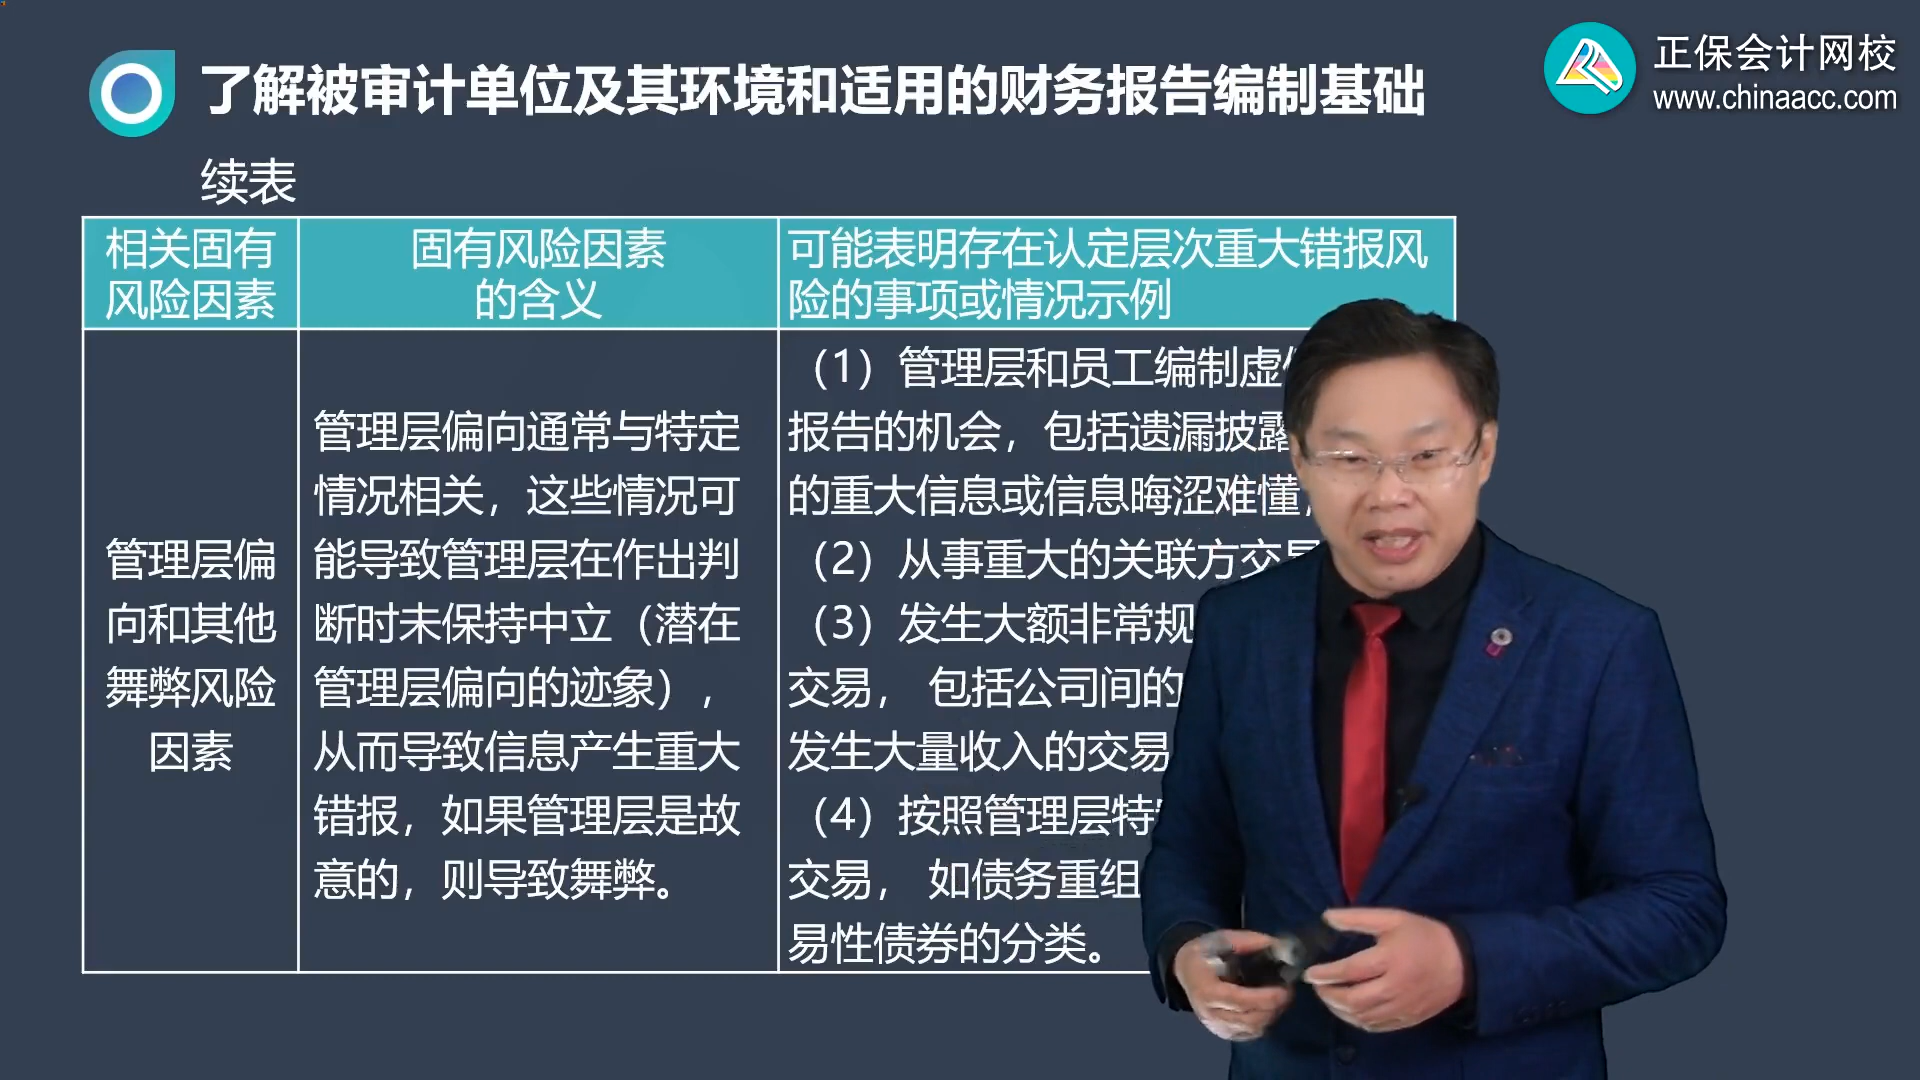 了解被审计单位及其环境和适用的财务报告编制基础
正保会计网校
www.chinaacc.com
续表
相关固有
风险因素
固有风险因素
的含义
可能表明存在认定层次重大错报风
险的事项或情况示例
管理层偏
向和其他
舞弊风险
因素
管理层偏向通常与特定
情况相关，这些情况可
能导致管理层在作出判
断时未保持中立（潜在
管理层偏向的迹象），
从而导致信息产生重大
错报，如果管理层是故
意的，则导致舞弊。
（1）管理层和员工编制虚
报告的机会，包括遗漏披露
的重大信息或信息晦涩难懂
（2）从事重大的关联方交
（3）发生大额非常规
交易， 包括公司间的
发生大量收入的交易
（4）按照管理层特
交易， 如债务重组
易性债券的分类。